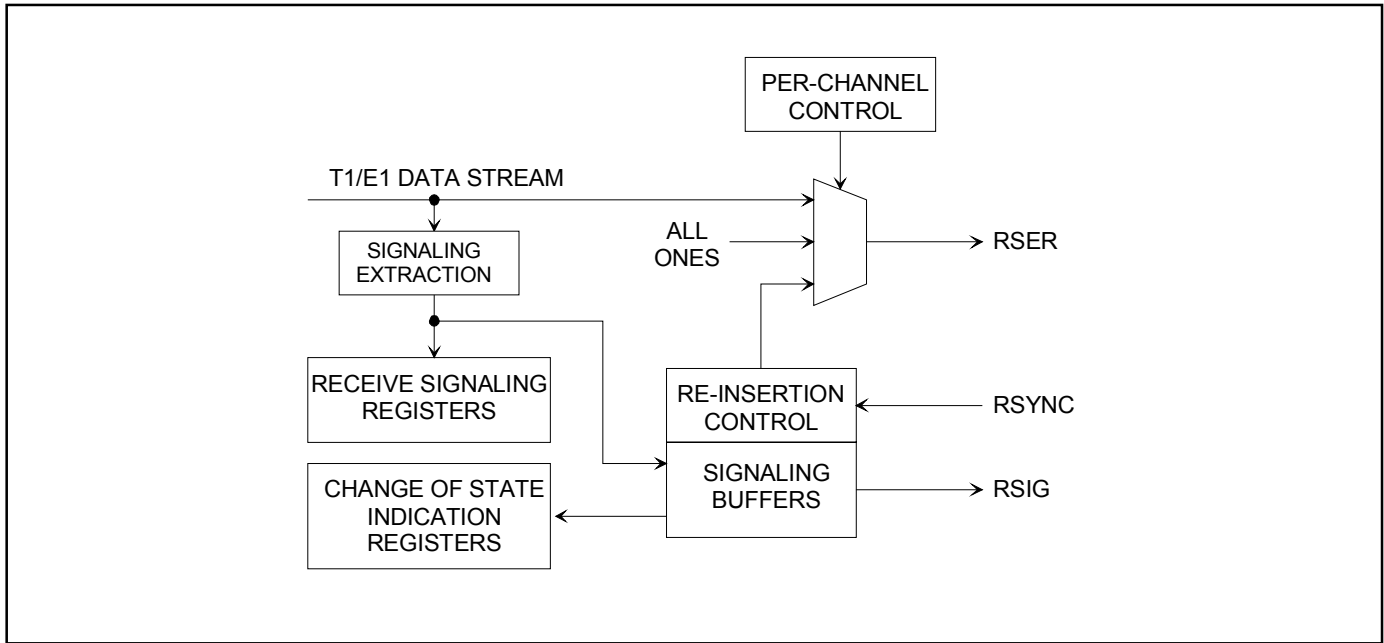 PER-CHANNEL
CONTROL
T1/E1 DATA STREAM
ALL
ONES
RSER
SIGNALING
EXTRACTION
RECEIVE SIGNALING
REGISTERS
RE-INSERTION
CONTROL
RSYNC
SIGNALING
BUFFERS
RSIG
CHANGE OF STATE
INDICATION
REGISTERS